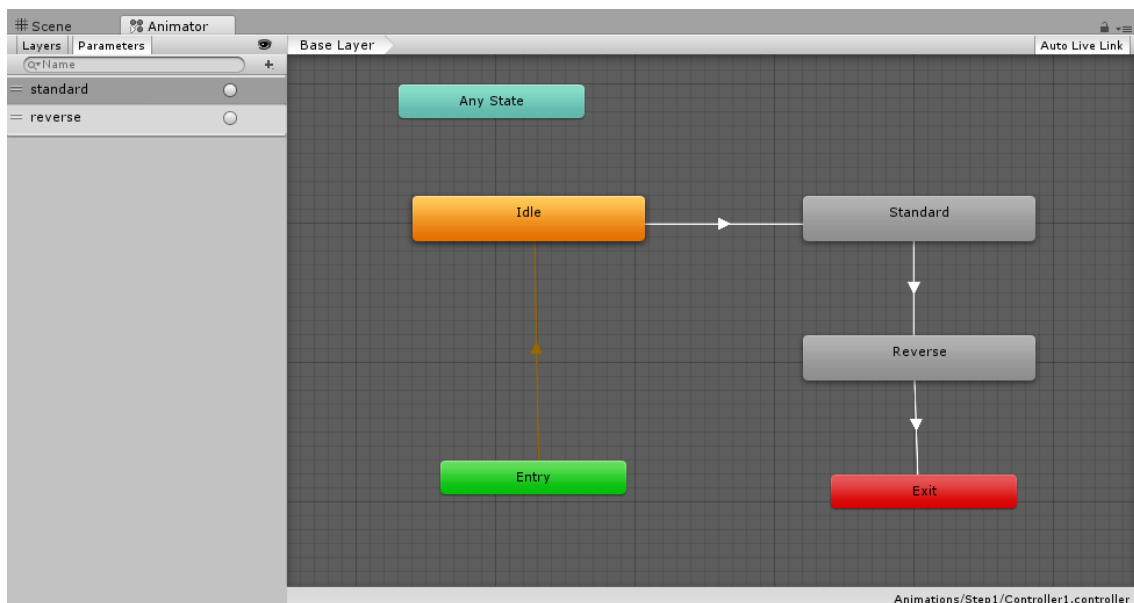 Scene
Animator
Layers
Parameters
Base Layer
Auto Live Link
Name
standard
reverse
Any State
Idle
Standard
Reverse
Entry
Exit
Animations/Step1/Controller1.controller